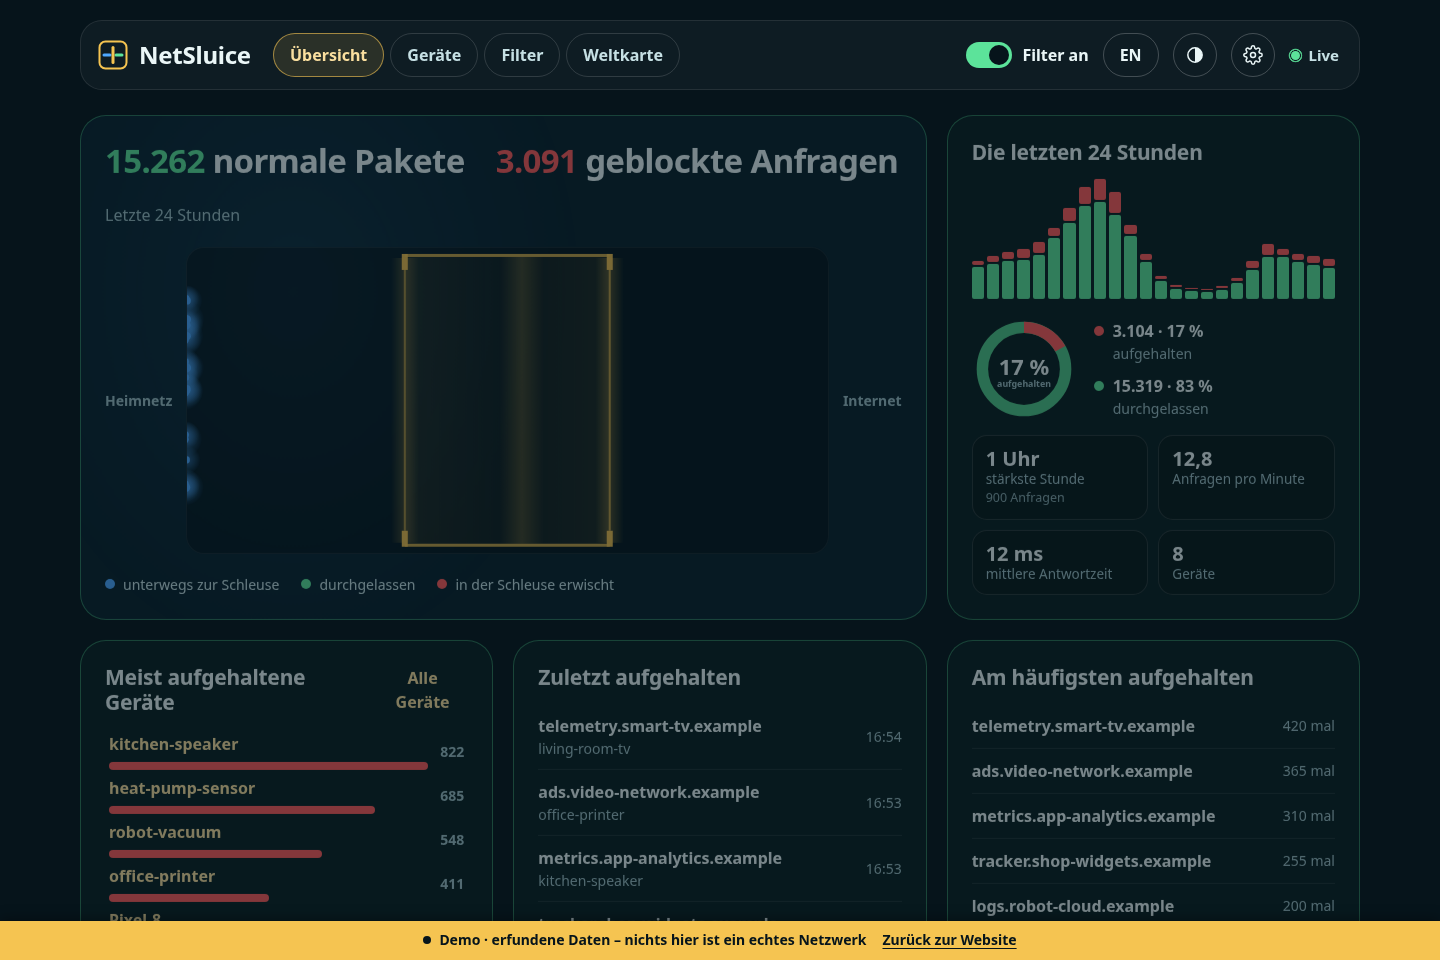 NetSluice
Übersicht
Geräte
Filter
Weltkarte
Filter an
EN
Live
15.262 normale Pakete
3.091 geblockte Anfragen
Letzte 24 Stunden
Heimnetz
Internet
unterwegs zur Schleuse
durchgelassen
in der Schleuse erwischt
Die letzten 24 Stunden
17 %
aufgehalten
3.104 · 17 %
aufgehalten
15.319 · 83 %
durchgelassen
1 Uhr
stärkste Stunde
900 Anfragen
12,8
Anfragen pro Minute
12 ms
mittlere Antwortzeit
8
Geräte
Meist aufgehaltene
Geräte
Alle
Geräte
kitchen-speaker
822
heat-pump-sensor
685
robot-vacuum
548
office-printer
411
Pixel 8
Zuletzt aufgehalten
telemetry.smart-tv.example
living-room-tv
16:54
ads.video-network.example
office-printer
16:53
metrics.app-analytics.example
kitchen-speaker
16:53
Am häufigsten aufgehalten
telemetry.smart-tv.example
420 mal
ads.video-network.example
365 mal
metrics.app-analytics.example
310 mal
tracker.shop-widgets.example
255 mal
logs.robot-cloud.example
200 mal
Demo · erfundene Daten – nichts hier ist ein echtes Netzwerk
Zurück zur Website